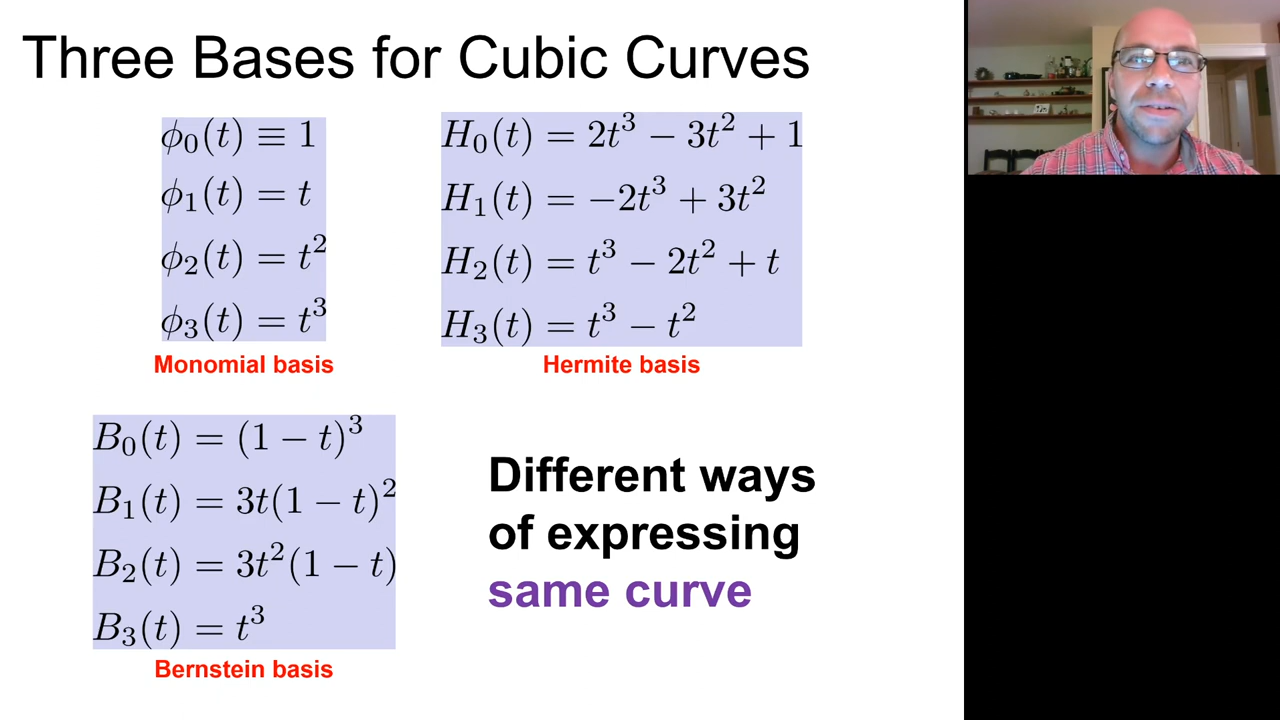 Three Bases for Cubic Curves
ϕ₀(t) ≡ 1
ϕ₁(t) = t
ϕ₂(t) = t²
ϕ₃(t) = t³
Monomial basis
H₀(t) = 2t³ − 3t² + 1
H₁(t) = −2t³ + 3t²
H₂(t) = t³ − 2t² + t
H₃(t) = t³ − t²
Hermite basis
B₀(t) = (1 − t)³
B₁(t) = 3t(1 − t)²
B₂(t) = 3t²(1 − t)
B₃(t) = t³
Bernstein basis
Different ways
of expressing
same curve